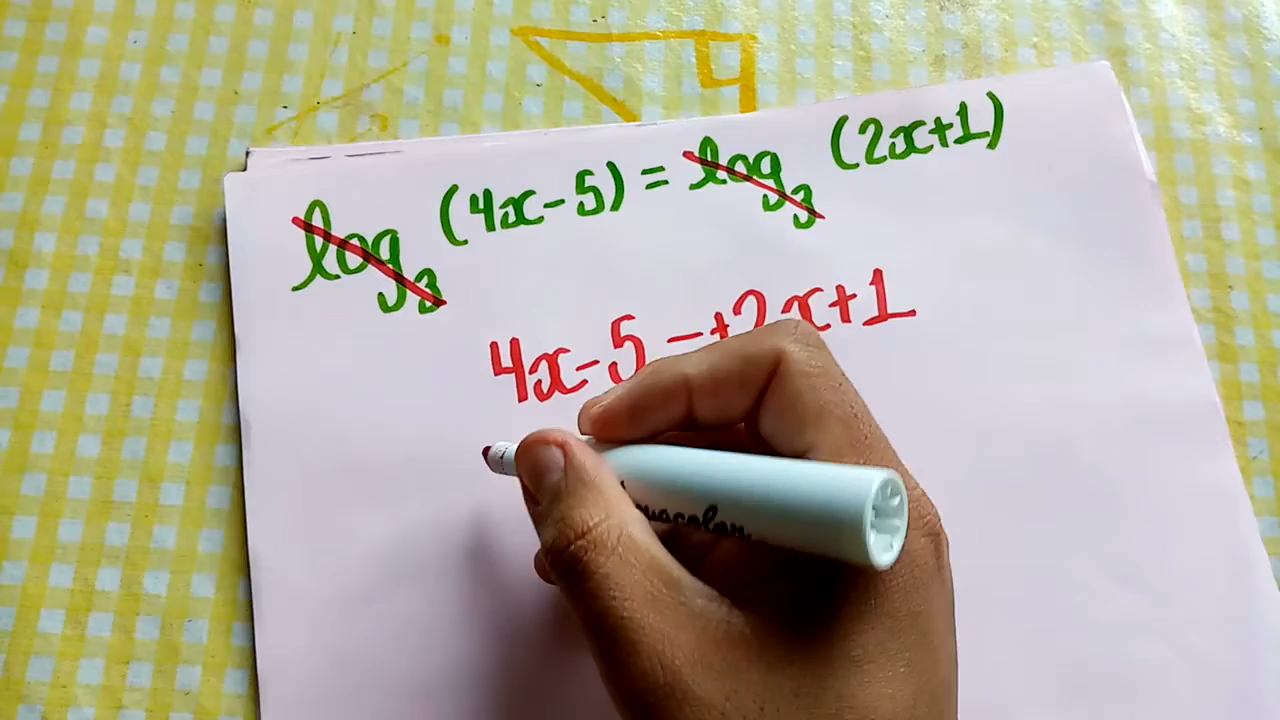 log₃ (4x-5) = log₃ (2x+1)
4x-5 = +2x+1